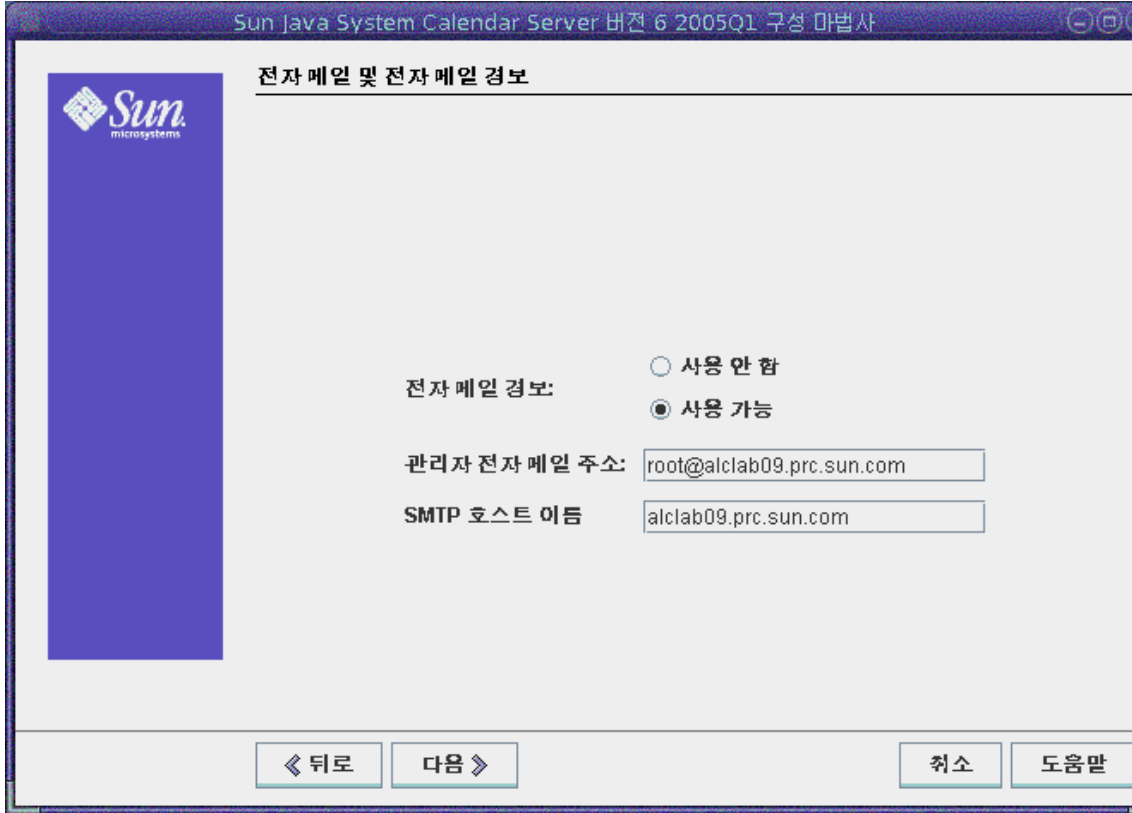 Sun Java System Calendar Server 버전 6 2005Q1 구성 마법사
전자 메일 및 전자 메일 경보
Sun
microsystems
전자 메일 경보:
사용 안 함
사용 가능
관리자 전자 메일 주소: root@alclab09.prc.sun.com
SMTP 호스트 이름 alclab09.prc.sun.com
뒤로 다음 취소 도움말